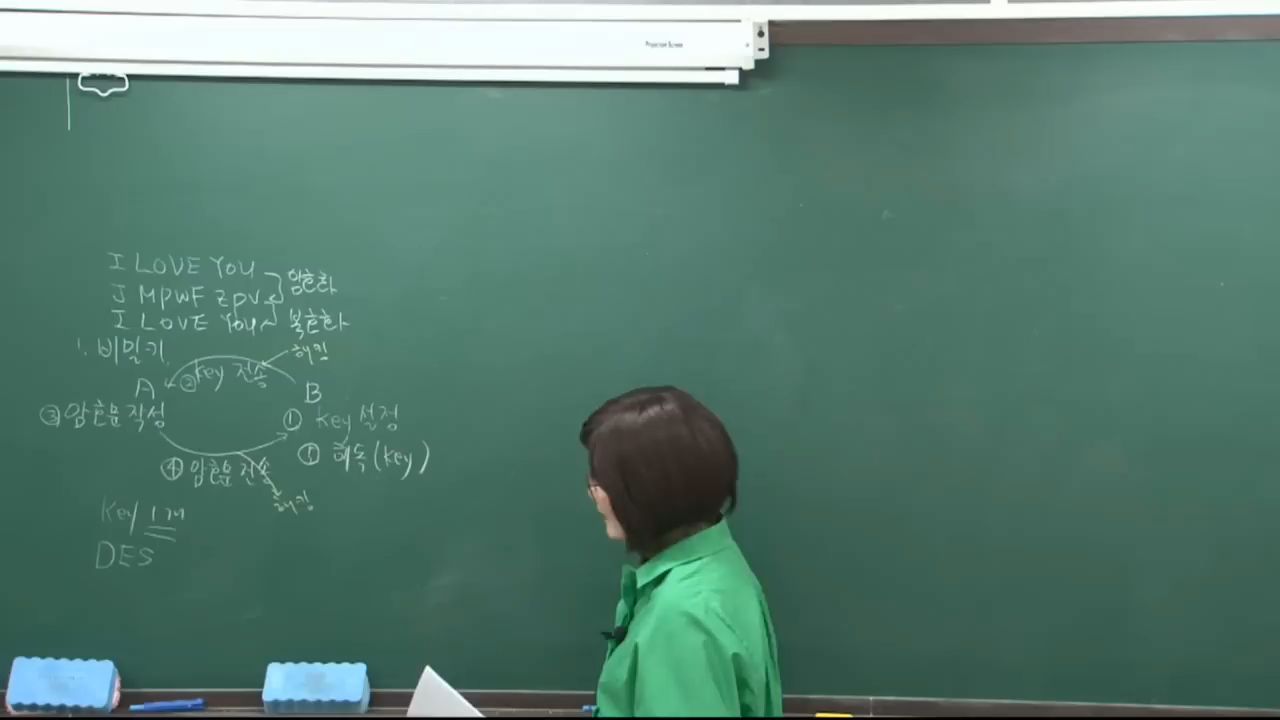 Projection Screen
I LOVE YOU
J MPWF ZPV 암호화
I LOVE YOU 복호화
1. 비밀키
해킹
② key 전송
A B
③ 암호문 작성 ① key 설정
해독(key)
④ 암호문 전송
해킹
key 1개
DES